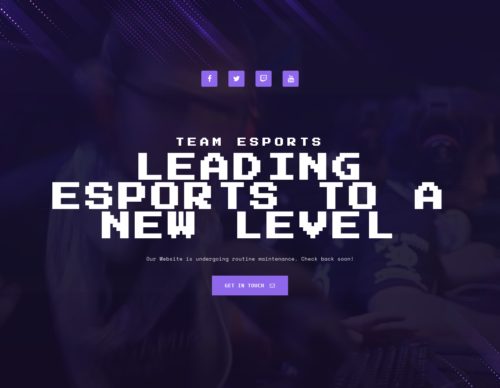 TEAM ESPORTS
LEADING
ESPORTS TO A
NEW LEVEL
Our Website is undergoing routine maintenance, Check back soon!
GET IN TOUCH